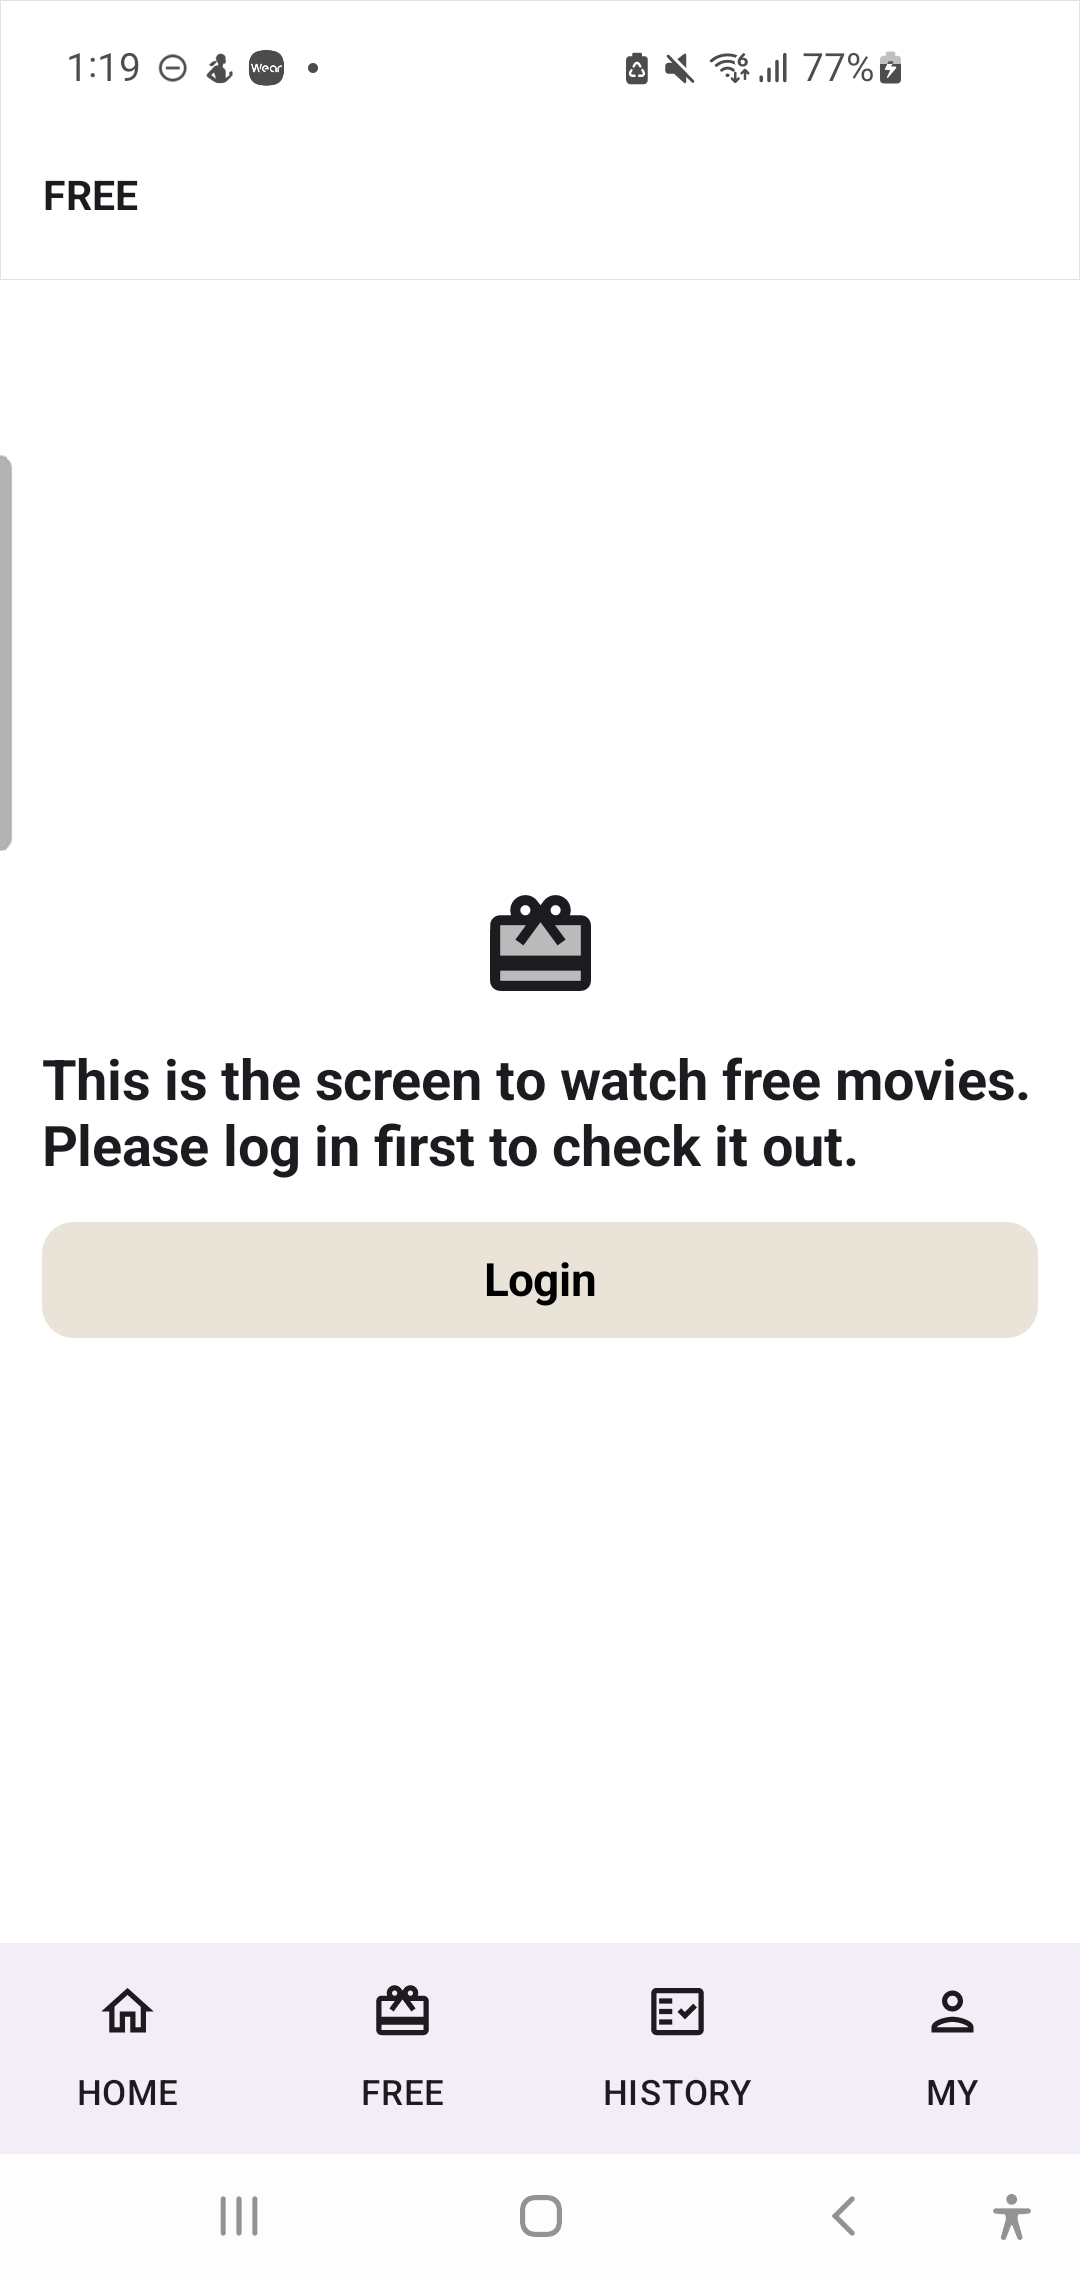 1:19 Wear 6 77%
FREE
This is the screen to watch free movies.
Please log in first to check it out.
Login
HOME FREE HISTORY MY